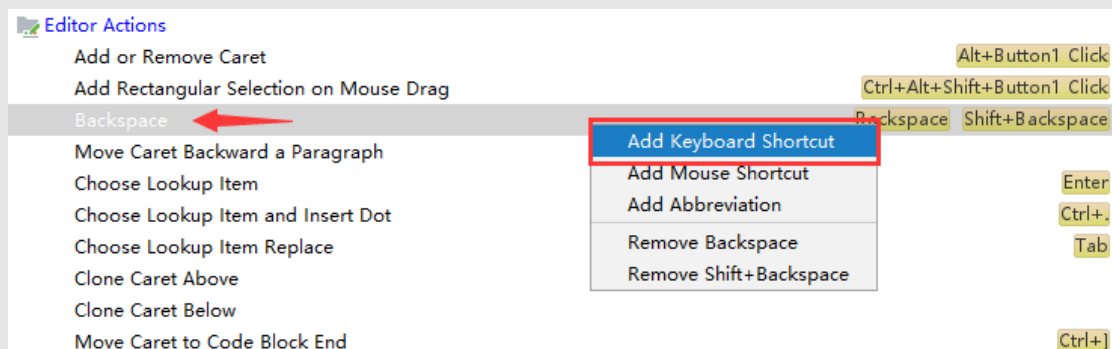 Editor Actions
Add or Remove Caret Alt+Button1 Click
Add Rectangular Selection on Mouse Drag Ctrl+Alt+Shift+Button1 Click
Backspace Backspace Shift+Backspace
Add Keyboard Shortcut
Move Caret Backward a Paragraph
Add Mouse Shortcut
Choose Lookup Item Enter
Add Abbreviation
Choose Lookup Item and Insert Dot Ctrl+.
Choose Lookup Item Replace Tab
Remove Backspace
Clone Caret Above
Remove Shift+Backspace
Clone Caret Below
Move Caret to Code Block End Ctrl+]